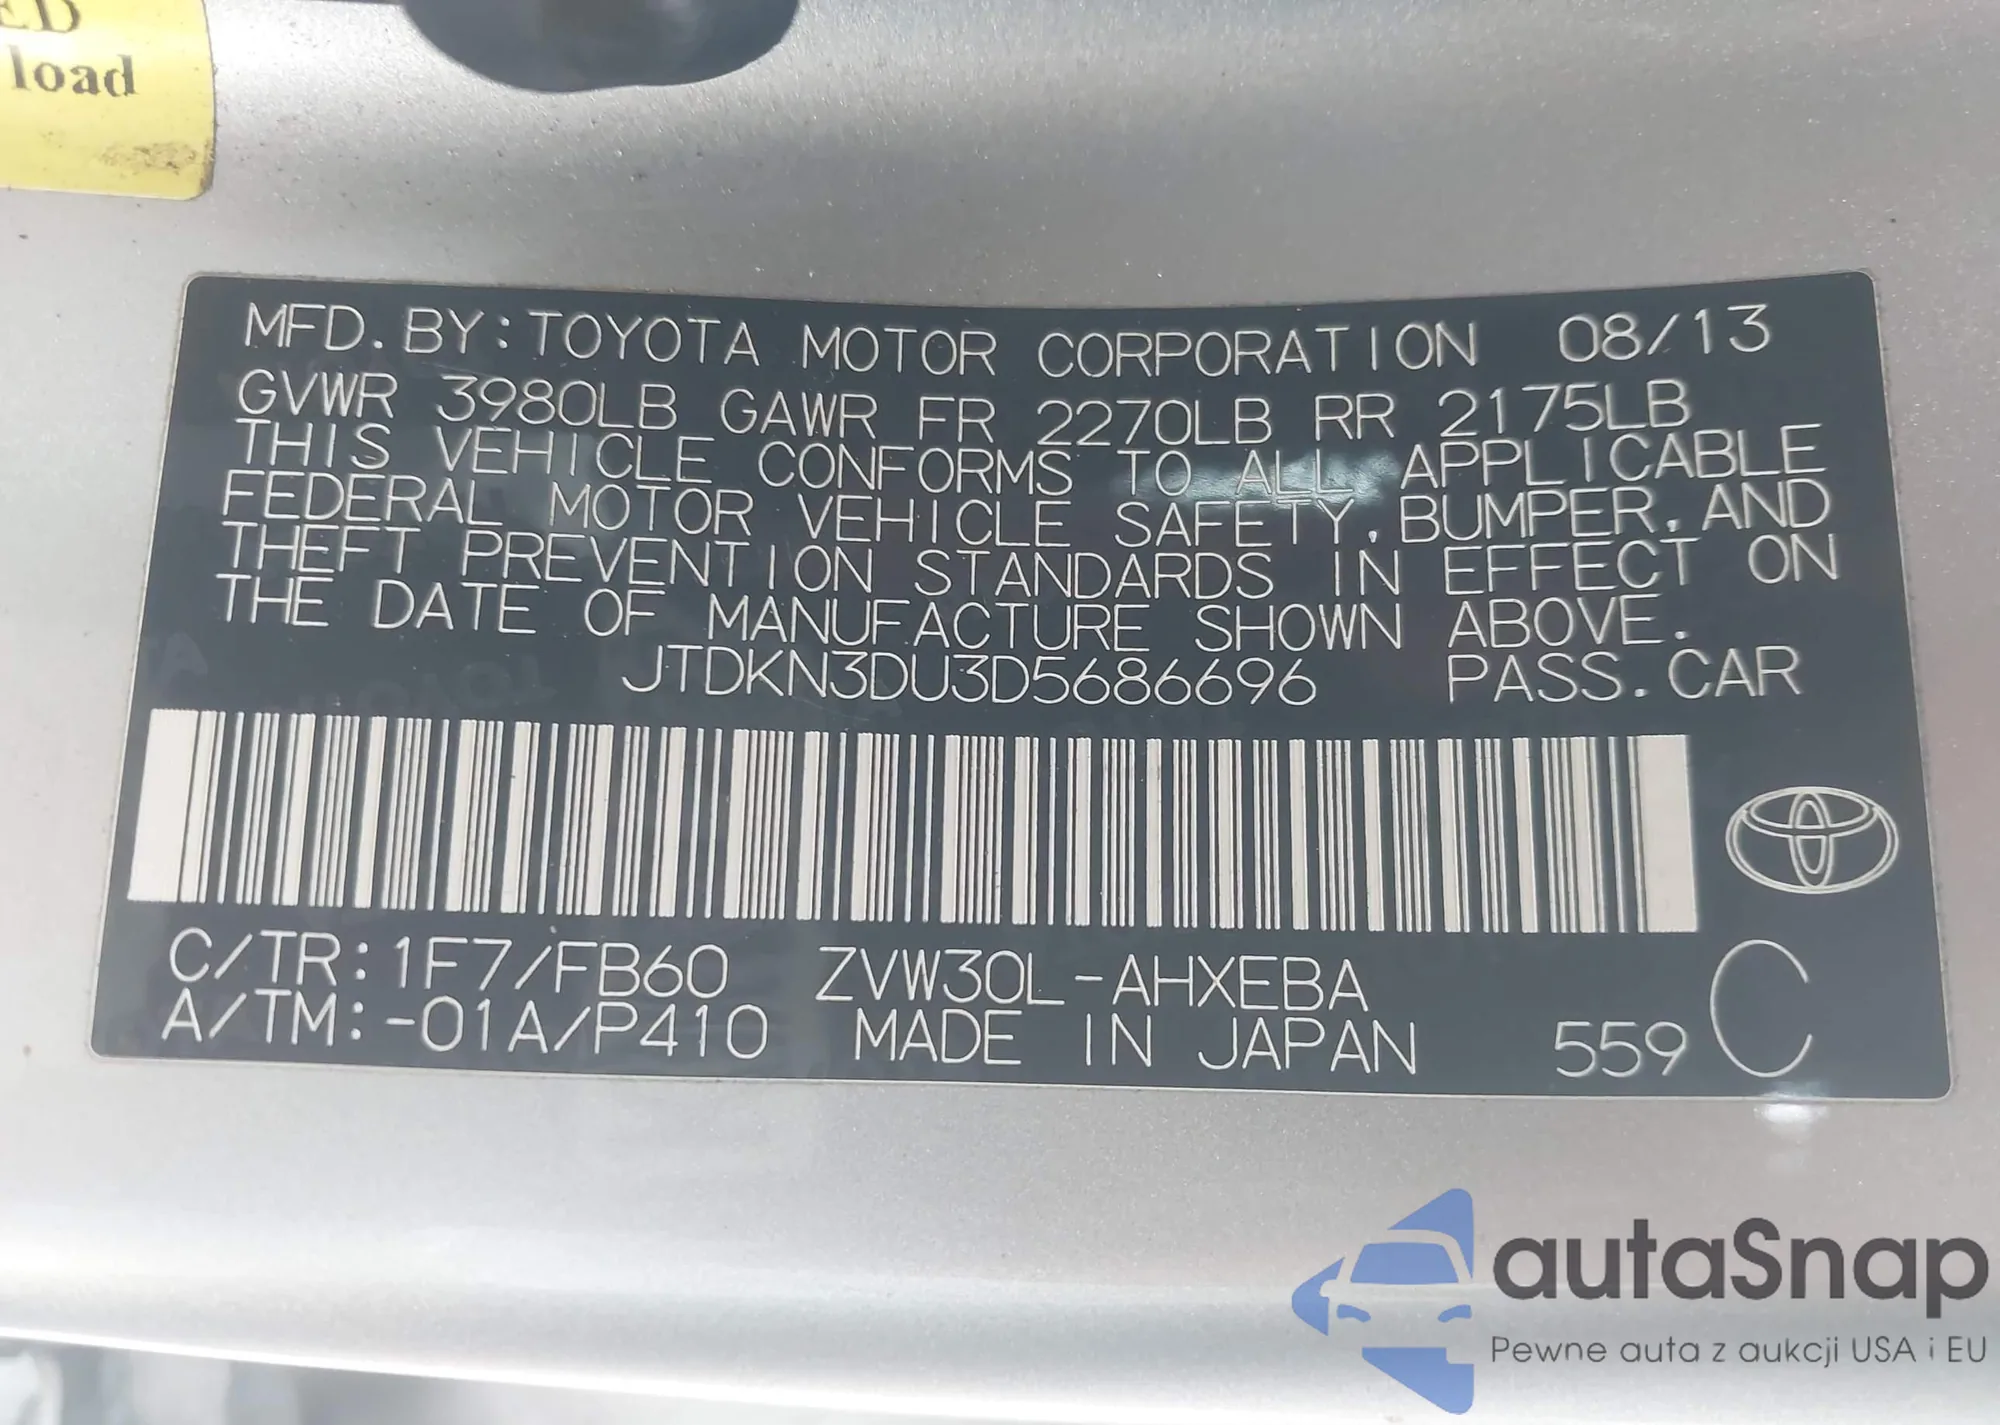 ED
load
MFD. BY: TOYOTA MOTOR CORPORATION 08/13
GVWR 3980LB GAWR FR 2270LB RR 2175LB
THIS VEHICLE CONFORMS TO ALL APPLICABLE
FEDERAL MOTOR VEHICLE SAFETY, BUMPER, AND
THEFT PREVENTION STANDARDS IN EFFECT ON
THE DATE OF MANUFACTURE SHOWN ABOVE.
JTDKN3DU3D5686696 PASS. CAR
C/TR: 1F7/FB60 ZVW30L-AHXEBA
A/TM: -01A/P410 MADE IN JAPAN 559 C
autaSnap
Pewne auta z aukcji USA i EU